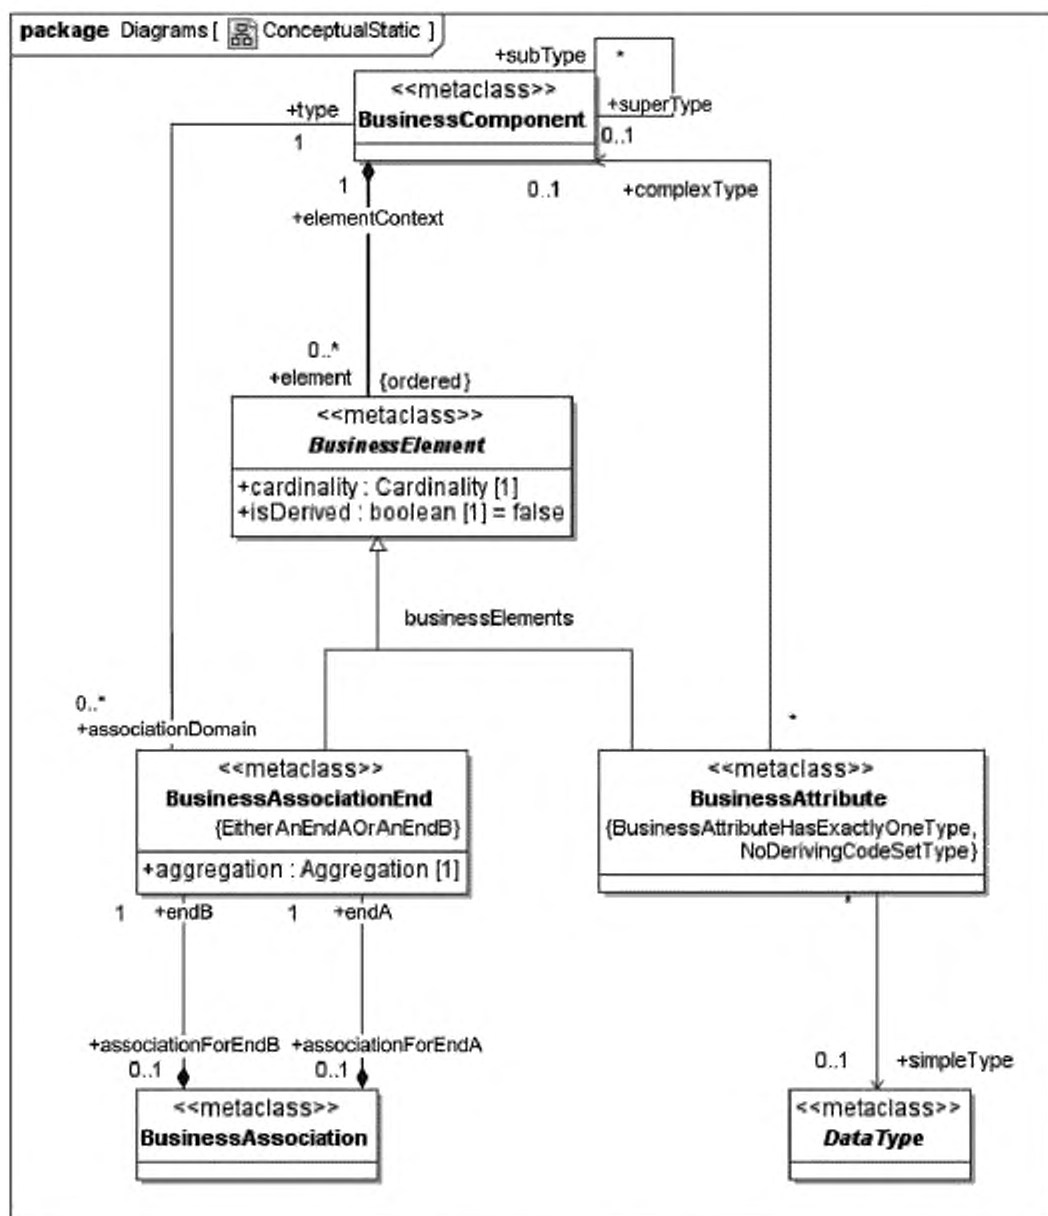 package Diagrams [ ConceptualStatic ]
+subType
*
<<metaclass>>
BusinessComponent
+superType
0..1
+type
1
1
+elementContext
0..1
+complexType
0..*
+element
{ordered}
<<metaclass>>
BusinessElement
+cardinality : Cardinality [1]
+isDerived : boolean [1] = false
businessElements
0..*
+associationDomain
*
<<metaclass>>
BusinessAssociationEnd
{EitherAnEndAOrAnEndB}
+aggregation : Aggregation [1]
<<metaclass>>
BusinessAttribute
{BusinessAttributeHasExactlyOneType,
NoDerivingCodeSetType}
1
+endB
1
+endA
*
+associationForEndB
+associationForEndA
0..1
0..1
0..1
+simpleType
<<metaclass>>
BusinessAssociation
<<metaclass>>
DataType